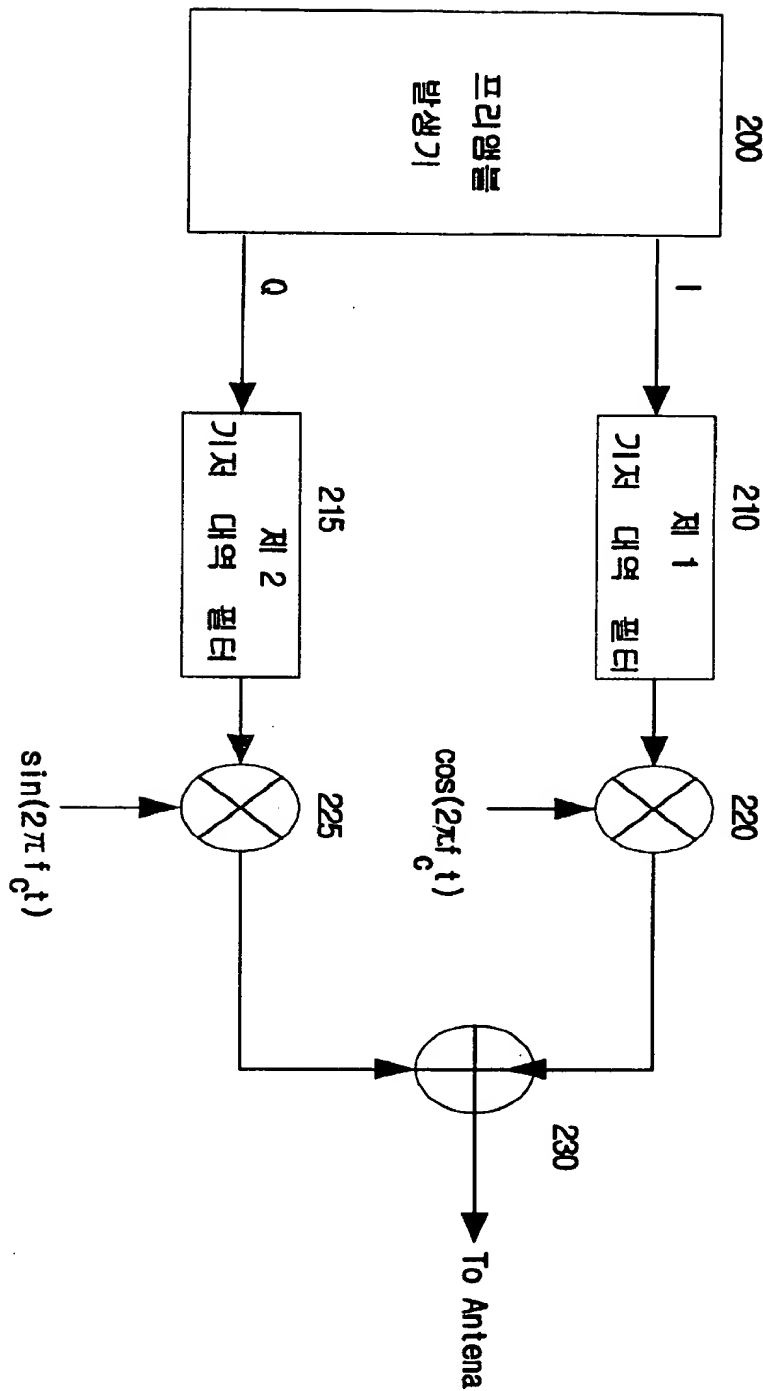 200
프리앰블
발생기
I
Q
210
제 1
기저 대역 필터
215
제 2
기저 대역 필터
220
cos(2πf_c t)
225
sin(2πf_c t)
230
To Antena